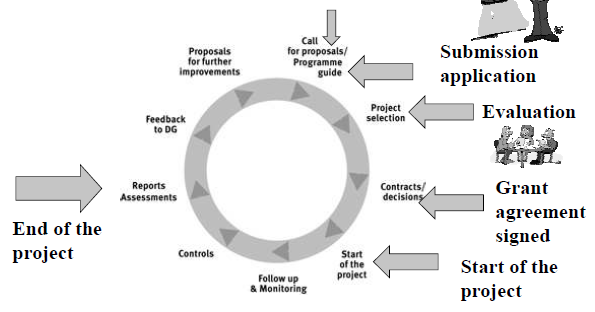 Call
for proposals/
Programme
guide
Submission
application
Project
selection
Evaluation
Contracts/
decisions
Grant
agreement
signed
Start
of the
project
Start of the
project
Follow up
& Monitoring
Controls
Reports
Assessments
End of the
project
Feedback
to DG
Proposals
for further
improvements